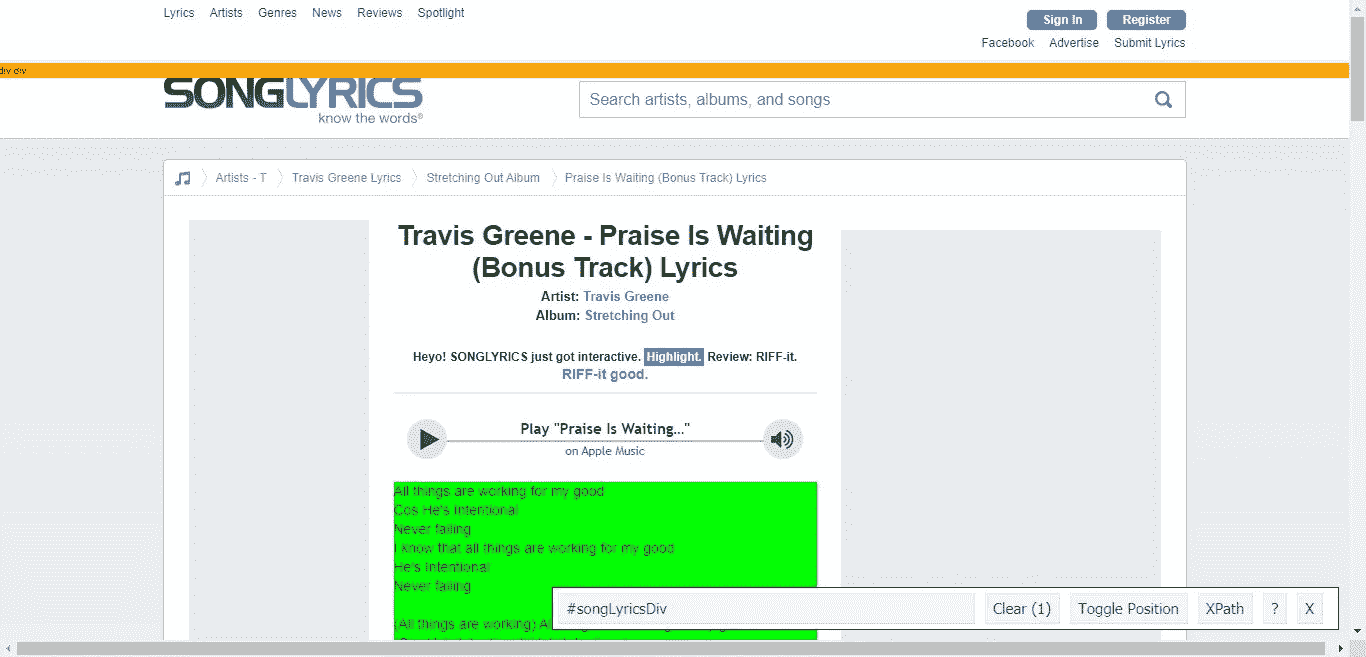 Lyrics Artists Genres News Reviews Spotlight
Sign In Register
Facebook Advertise Submit Lyrics
div div
SONGLYRICS
know the words®
Search artists, albums, and songs
Artists - T Travis Greene Lyrics Stretching Out Album Praise Is Waiting (Bonus Track) Lyrics
Travis Greene - Praise Is Waiting
(Bonus Track) Lyrics
Artist: Travis Greene
Album: Stretching Out
Heyo! SONGLYRICS just got interactive. Highlight. Review: RIFF-it.
RIFF-it good.
Play "Praise Is Waiting..."
on Apple Music
All things are working for my good
Cos He's Intentional
Never failing
I know that all things are working for my good
He's Intentional
Never failing
(All things are working)
#songLyricsDiv Clear (1) Toggle Position XPath ? X